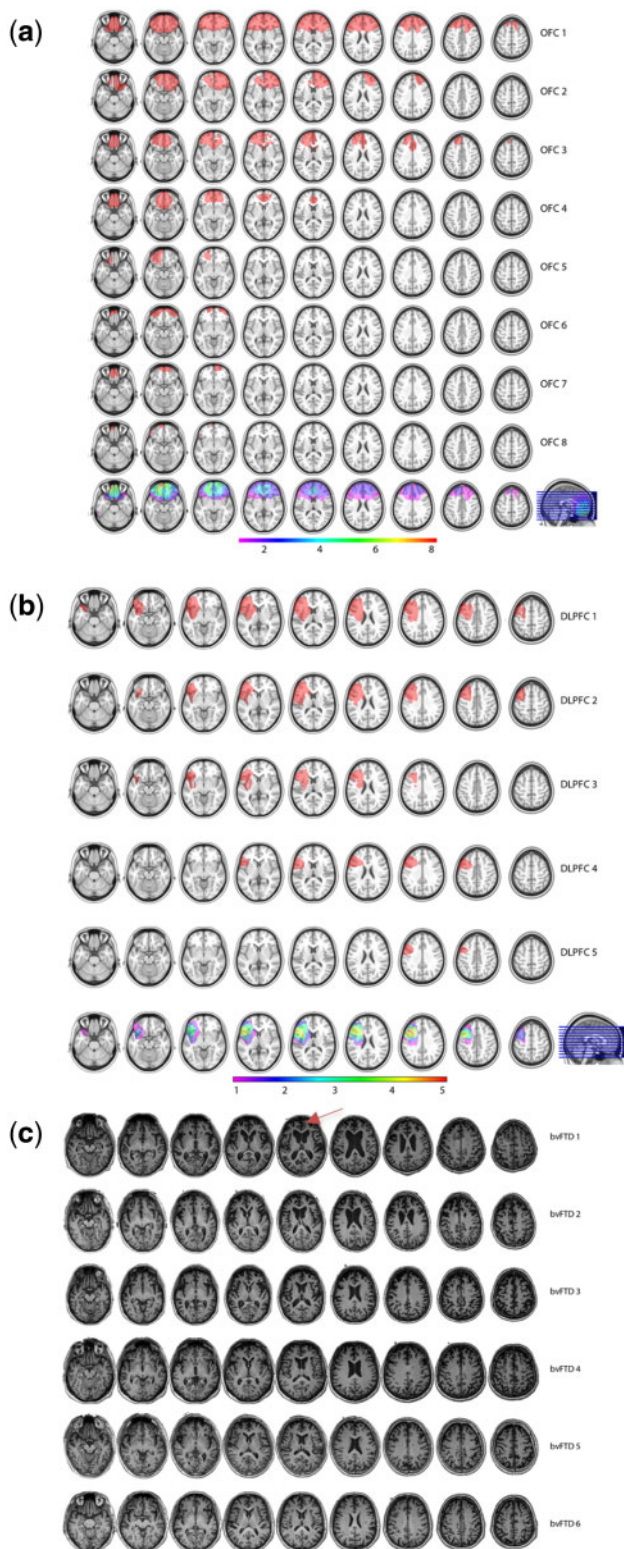 (a)
OFC 1
OFC 2
OFC 3
OFC 4
OFC 5
OFC 6
OFC 7
OFC 8
2 4 6 8
(b)
DLPFC 1
DLPFC 2
DLPFC 3
DLPFC 4
DLPFC 5
1 2 3 4 5
(c)
bvFTD 1
bvFTD 2
bvFTD 3
bvFTD 4
bvFTD 5
bvFTD 6